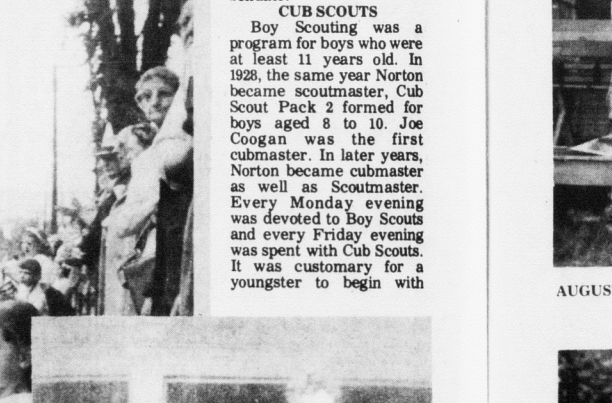 CUB SCOUTS
Boy Scouting was a
program for boys who were
at least 11 years old. In
1928, the same year Norton
became scoutmaster, Cub
Scout Pack 2 formed for
boys aged 8 to 10. Joe
Coogan was the first
cubmaster. In later years,
Norton became cubmaster
as well as Scoutmaster.
Every Monday evening
was devoted to Boy Scouts
and every Friday evening
was spent with Cub Scouts.
It was customary for a
youngster to begin with
AUGUS